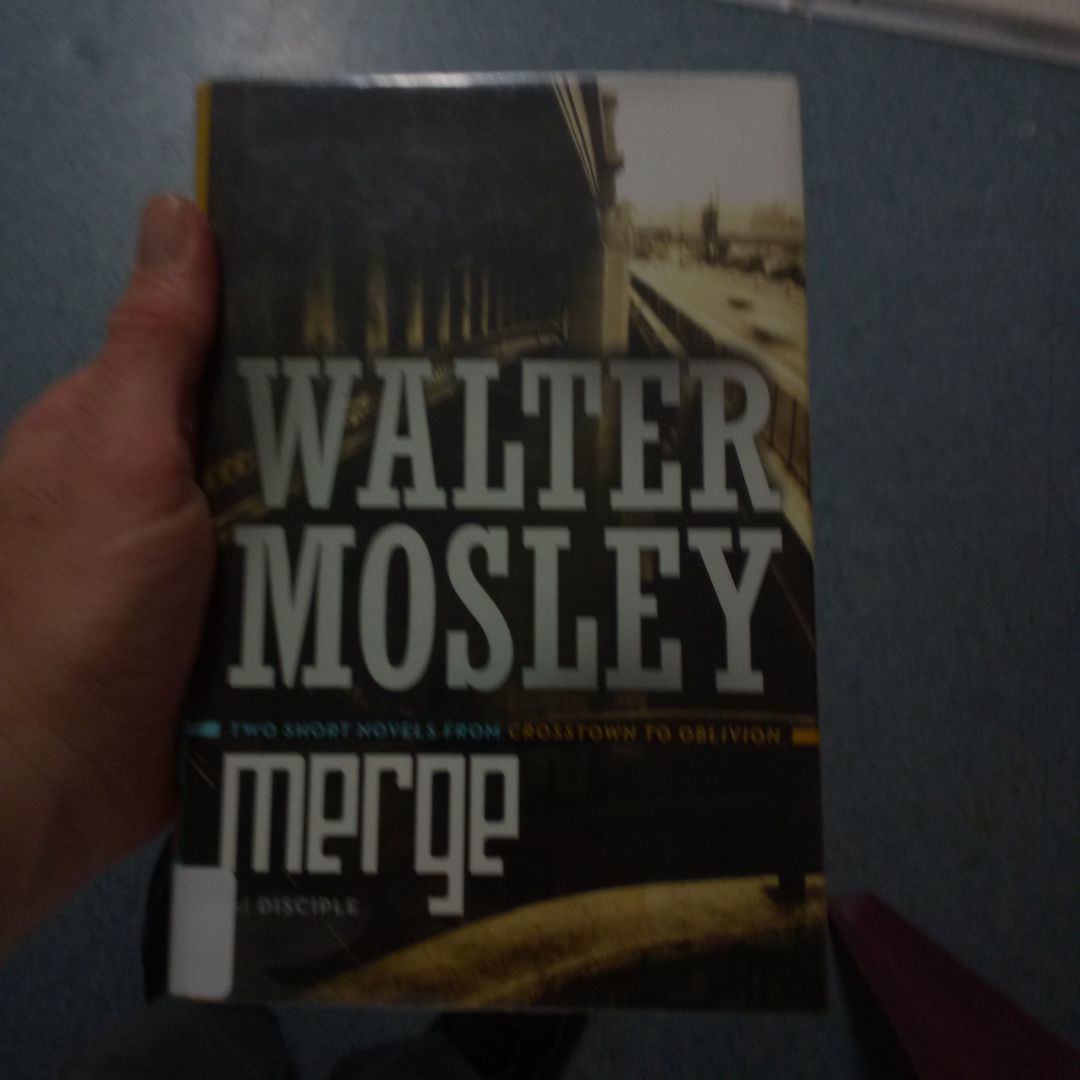 WALTER
MOSLEY
TWO SHORT NOVELS FROM CROSSTOWN TO OBLIVION
merge
DISCIPLE